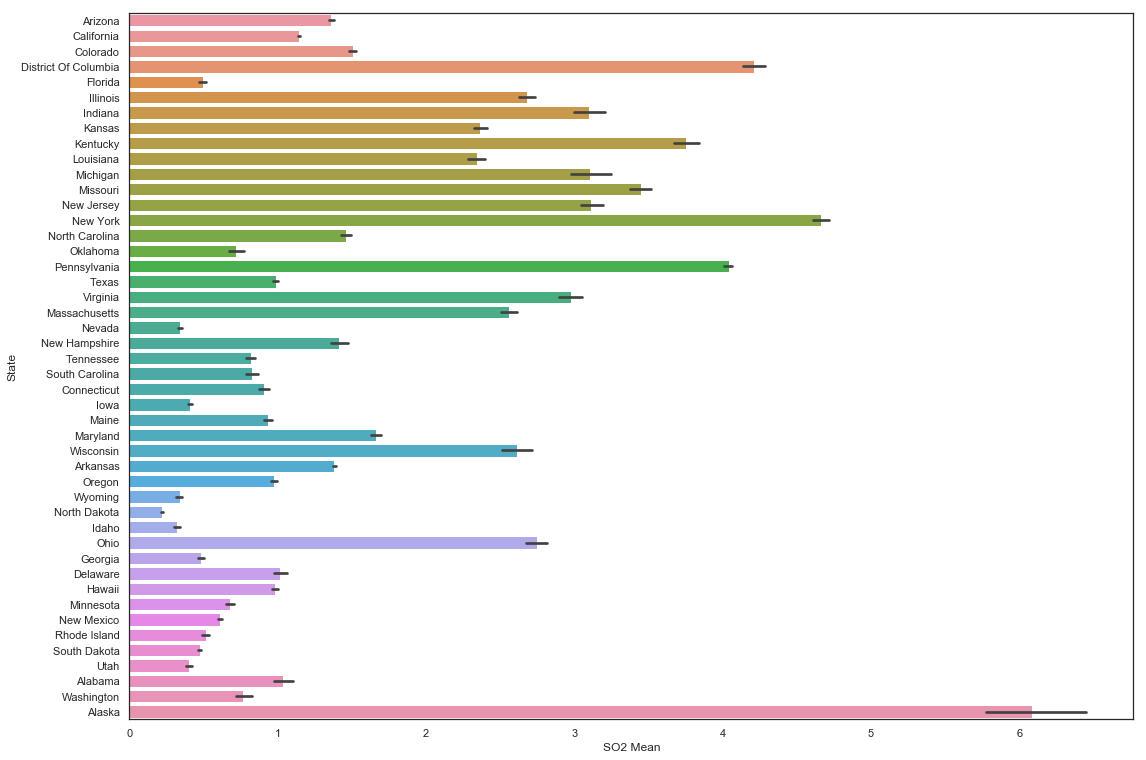 Arizona
California
Colorado
District Of Columbia
Florida
Illinois
Indiana
Kansas
Kentucky
Louisiana
Michigan
Missouri
New Jersey
New York
North Carolina
Oklahoma
Pennsylvania
Texas
Virginia
Massachusetts
Nevada
New Hampshire
Tennessee
South Carolina
Connecticut
Iowa
Maine
Maryland
Wisconsin
Arkansas
Oregon
Wyoming
North Dakota
Idaho
Ohio
Georgia
Delaware
Hawaii
Minnesota
New Mexico
Rhode Island
South Dakota
Utah
Alabama
Washington
Alaska
State
0 1 2 3 4 5 6
SO2 Mean